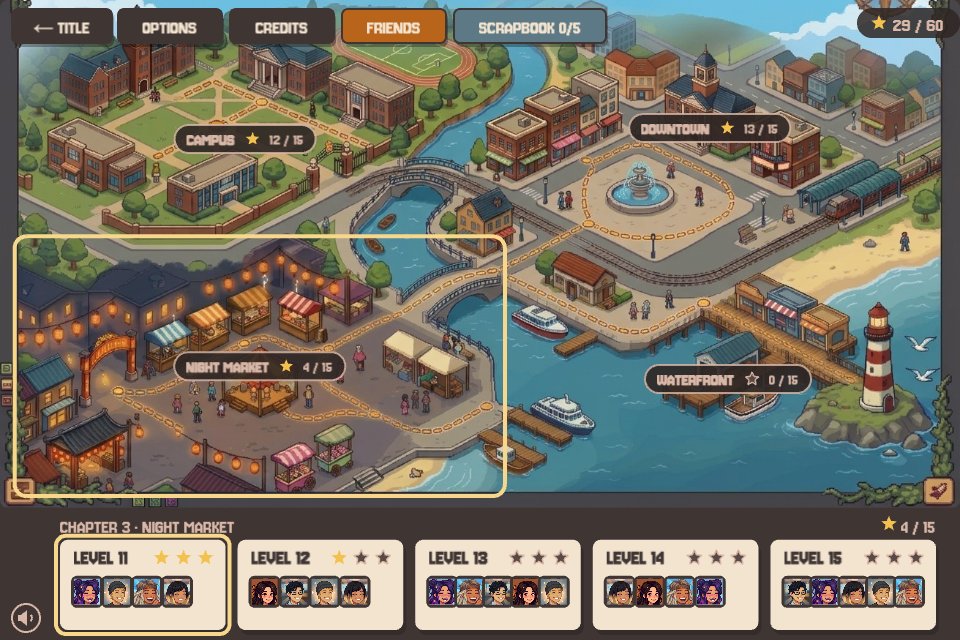 ← TITLE
OPTIONS
CREDITS
FRIENDS
SCRAPBOOK 0/5
29 / 60
CAMPUS 12 / 15
DOWNTOWN 13 / 15
NIGHT MARKET 4 / 15
WATERFRONT 0 / 15
CHAPTER 3 · NIGHT MARKET
4 / 15
LEVEL 11
LEVEL 12
LEVEL 13
LEVEL 14
LEVEL 15